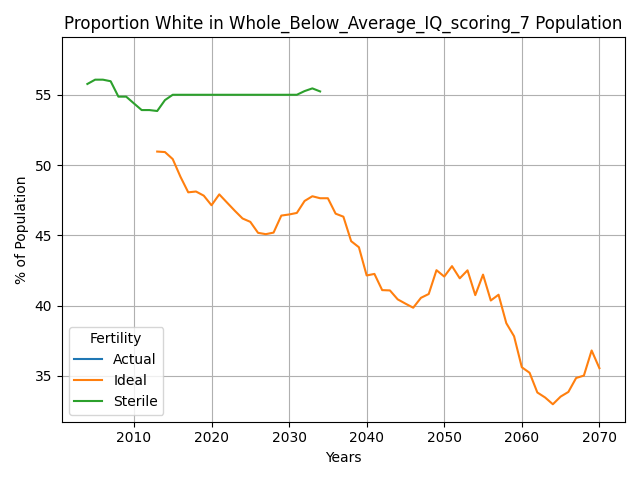 Proportion White in Whole_Below_Average_IQ_scoring_7 Population
% of Population
55
50
45
40
35
Fertility
Actual
Ideal
Sterile
2010 2020 2030 2040 2050 2060 2070
Years